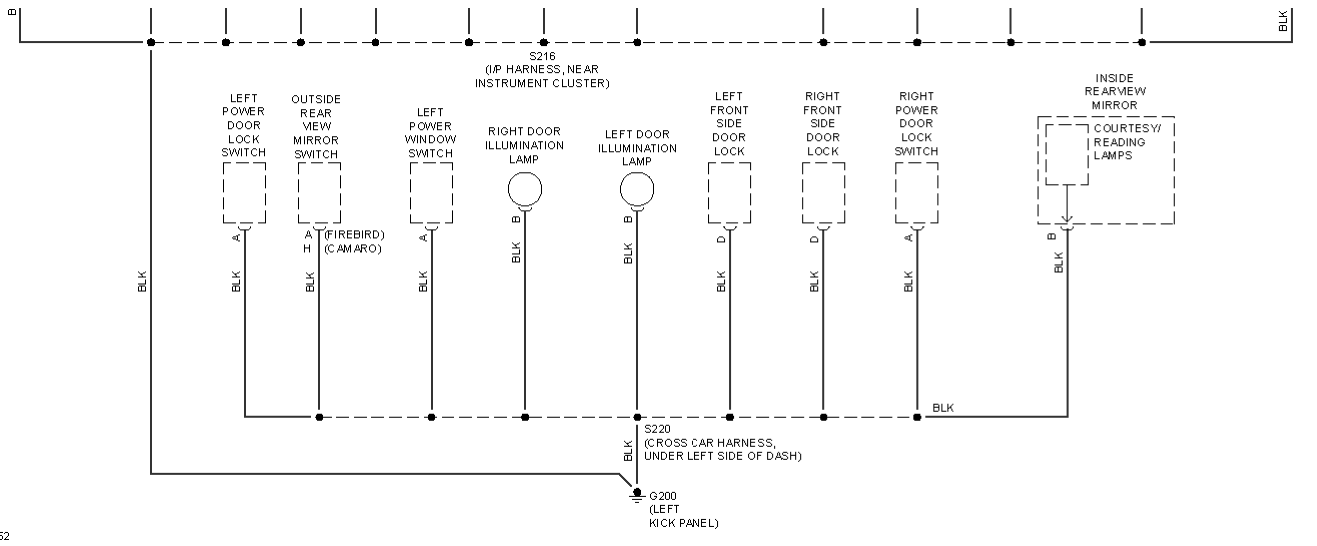 B
BLK
S216
(I/P HARNESS, NEAR
INSTRUMENT CLUSTER)
LEFT
POWER
DOOR
LOCK
SWITCH
OUTSIDE
REAR
VIEW
MIRROR
SWITCH
LEFT
POWER
WINDOW
SWITCH
RIGHT DOOR
ILLUMINATION
LAMP
LEFT DOOR
ILLUMINATION
LAMP
LEFT
FRONT
SIDE
DOOR
LOCK
RIGHT
FRONT
SIDE
DOOR
LOCK
RIGHT
POWER
DOOR
LOCK
SWITCH
INSIDE
REARVIEW
MIRROR
COURTESY/
READING
LAMPS
A
A (FIREBIRD)
H (CAMARO)
A
B
B
D
D
A
B
BLK
BLK
BLK
BLK
BLK
BLK
BLK
BLK
BLK
BLK
BLK
S220
(CROSS CAR HARNESS,
UNDER LEFT SIDE OF DASH)
BLK
G200
(LEFT
KICK PANEL)
52